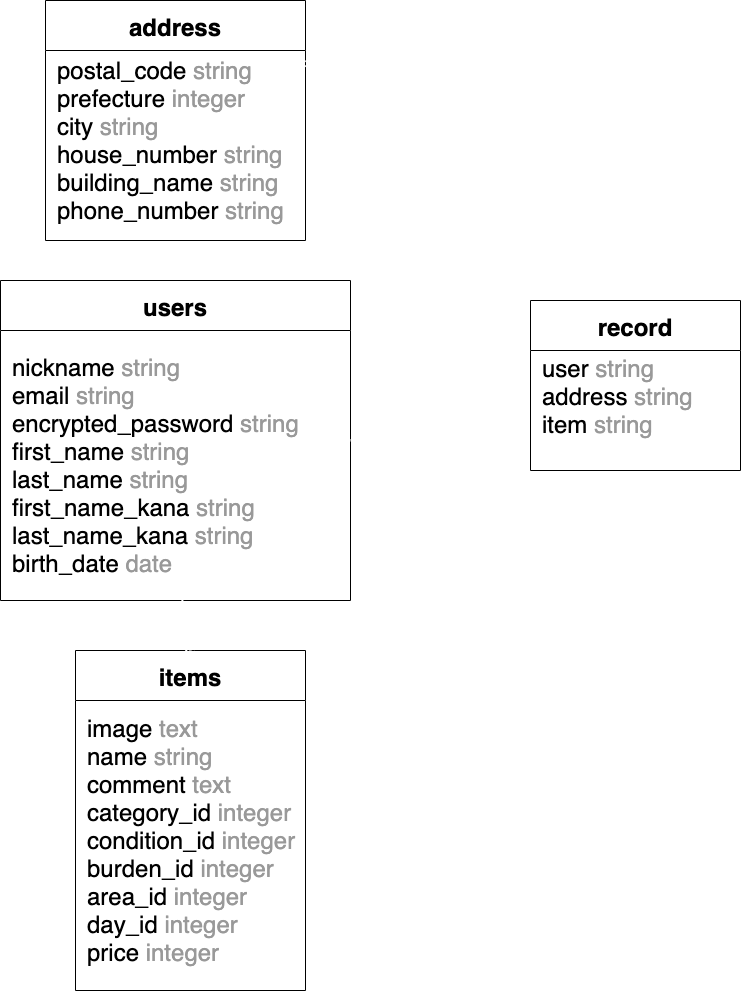 address
postal_code string
prefecture integer
city string
house_number string
building_name string
phone_number string
users
nickname string
email string
encrypted_password string
first_name string
last_name string
first_name_kana string
last_name_kana string
birth_date date
record
user string
address string
item string
items
image text
name string
comment text
category_id integer
condition_id integer
burden_id integer
area_id integer
day_id integer
price integer